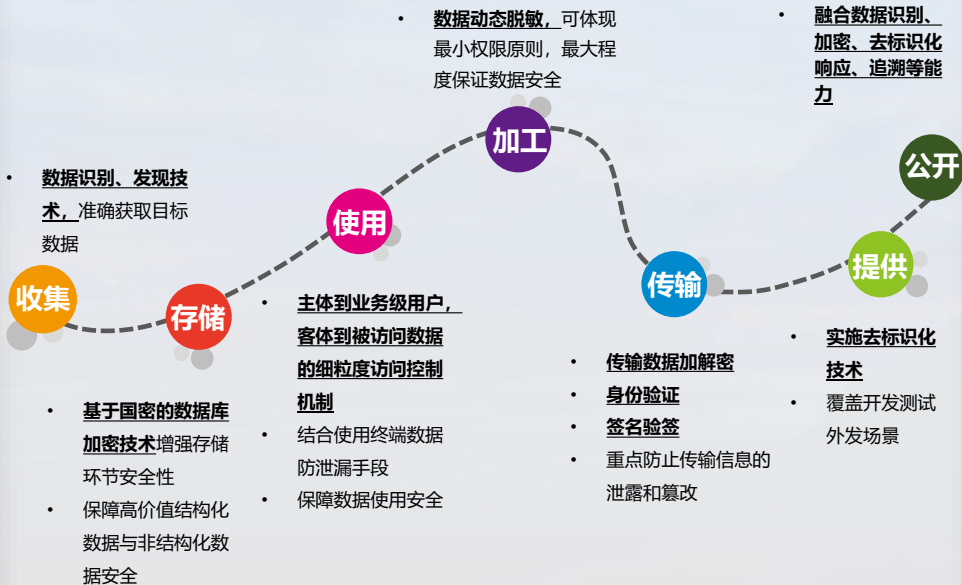 收集
• 数据识别、发现技
术，准确获取目标
数据
存储
• 基于国密的数据库
加密技术增强存储
环节安全性
• 保障高价值结构化
数据与非结构化数
据安全
使用
• 主体到业务级用户，
客体到被访问数据
的细粒度访问控制
机制
• 结合使用终端数据
防泄漏手段
• 保障数据使用安全
加工
• 数据动态脱敏，可体现
最小权限原则，最大程
度保证数据安全
传输
• 传输数据加解密
• 身份验证
• 签名验签
• 重点防止传输信息的
泄露和篡改
提供
• 实施去标识化
技术
• 覆盖开发测试
外发场景
公开
• 融合数据识别、
加密、去标识化
响应、追溯等能
力